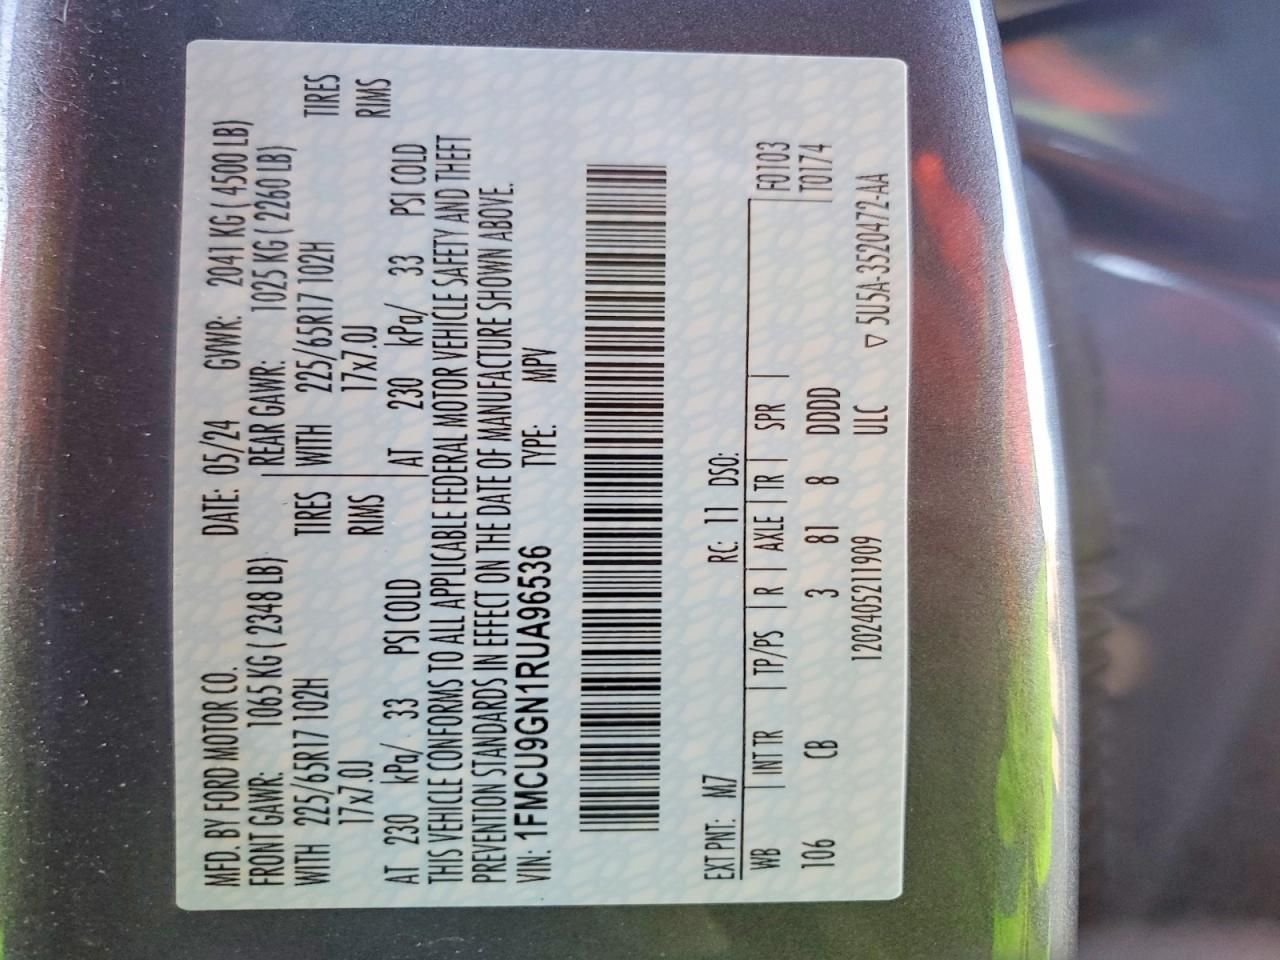 MFD. BY FORD MOTOR CO. DATE: 05/24 GVWR: 2041 KG ( 4500 LB)
FRONT GAWR: 1065 KG ( 2348 LB) REAR GAWR: 1025 KG ( 2260 LB)
WITH 225/65R17 102H TIRES WITH 225/65R17 102H TIRES
17x7.0J RIMS 17x7.0J RIMS
AT 230 kPa/ 33 PSI COLD AT 230 kPa/ 33 PSI COLD
THIS VEHICLE CONFORMS TO ALL APPLICABLE FEDERAL MOTOR VEHICLE SAFETY AND THEFT
PREVENTION STANDARDS IN EFFECT ON THE DATE OF MANUFACTURE SHOWN ABOVE.
VIN: 1FMCU9GN1RUA96536 TYPE: MPV
EXT PNT: M7 RC: 11 DSO:
WB INT TR TP/PS R AXLE TR SPR F0103
106 CB 3 81 8 DDDD T0174
1202405211909 ULC ▽ 5U5A-3520472-AA